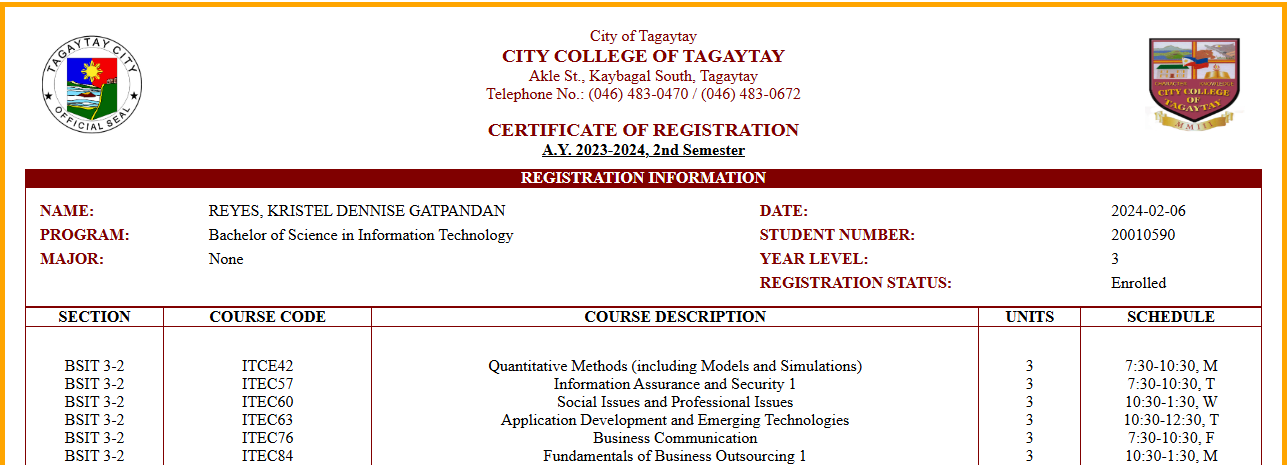 City of Tagaytay
CITY COLLEGE OF TAGAYTAY
Akle St., Kaybagal South, Tagaytay
Telephone No.: (046) 483-0470 / (046) 483-0672
TAGAYTAY CITY
OFFICIAL SEAL
CITY COLLEGE
OF
TAGAYTAY
MMIII
CERTIFICATE OF REGISTRATION
A.Y. 2023-2024, 2nd Semester
REGISTRATION INFORMATION
NAME: REYES, KRISTEL DENNISE GATPANDAN DATE: 2024-02-06
PROGRAM: Bachelor of Science in Information Technology STUDENT NUMBER: 20010590
MAJOR: None YEAR LEVEL: 3
REGISTRATION STATUS: Enrolled
SECTION COURSE CODE COURSE DESCRIPTION UNITS SCHEDULE
BSIT 3-2 ITCE42 Quantitative Methods (including Models and Simulations) 3 7:30-10:30, M
BSIT 3-2 ITEC57 Information Assurance and Security 1 3 7:30-10:30, T
BSIT 3-2 ITEC60 Social Issues and Professional Issues 3 10:30-1:30, W
BSIT 3-2 ITEC63 Application Development and Emerging Technologies 3 10:30-12:30, T
BSIT 3-2 ITEC76 Business Communication 3 7:30-10:30, F
BSIT 3-2 ITEC84 Fundamentals of Business Outsourcing 1 3 10:30-1:30, M